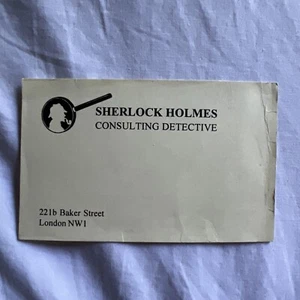 SHERLOCK HOLMES
CONSULTING DETECTIVE
221b Baker Street
London NW1